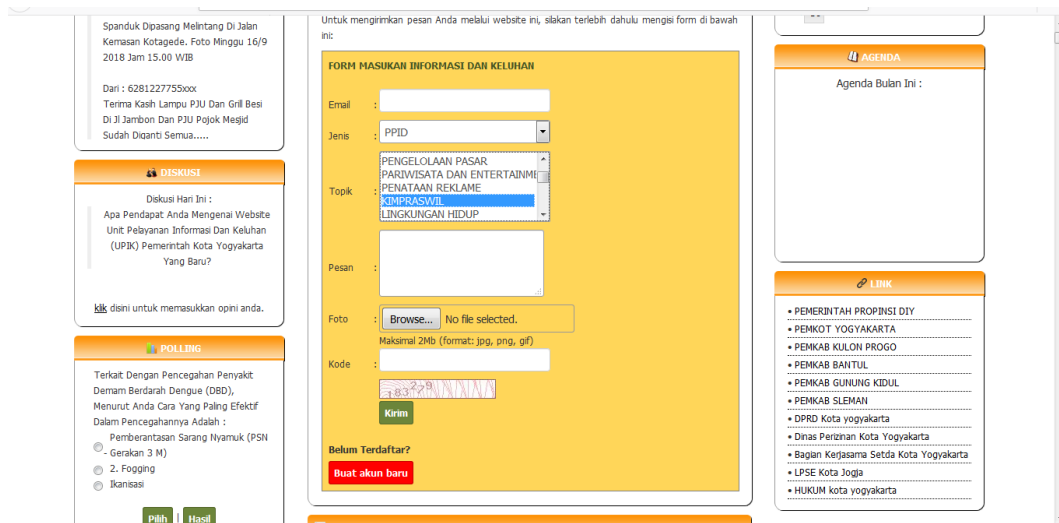 Spanduk Dipasang Melintang Di Jalan
Kemasan Kotagede. Foto Minggu 16/9
2018 Jam 15.00 WIB
Dari : 6281227755xxx
Terima Kasih Lampu PJU Dan Grill Besi
Di Jl Jambon Dan PJU Pojok Mesjid
Sudah Diganti Semua.....
DISKUSI
Diskusi Hari Ini :
Apa Pendapat Anda Mengenai Website
Unit Pelayanan Informasi Dan Keluhan
(UPIK) Pemerintah Kota Yogyakarta
Yang Baru?
klik disini untuk memasukkan opini anda.
POLLING
Terkait Dengan Pencegahan Penyakit
Demam Berdarah Dengue (DBD),
Menurut Anda Cara Yang Paling Efektif
Dalam Pencegahannya Adalah :
Pemberantasan Sarang Nyamuk (PSN
- Gerakan 3 M)
2. Fogging
Ikanisasi
Pilih | Hasil
Untuk mengirimkan pesan Anda melalui website ini, silakan terlebih dahulu mengisi form di bawah
ini:
FORM MASUKAN INFORMASI DAN KELUHAN
Email :
Jenis : PPID
Topik :
PENGELOLAAN PASAR
PARIWISATA DAN ENTERTAINME
PENATAAN REKLAME
KIMPRASWIL
LINGKUNGAN HIDUP
Pesan :
Foto : Browse... No file selected.
Maksimal 2Mb (format: jpg, png, gif)
Kode :
183279
Kirim
Belum Terdaftar?
Buat akun baru
AGENDA
Agenda Bulan Ini :
LINK
• PEMERINTAH PROPINSI DIY
• PEMKOT YOGYAKARTA
• PEMKAB KULON PROGO
• PEMKAB BANTUL
• PEMKAB GUNUNG KIDUL
• PEMKAB SLEMAN
• DPRD Kota yogyakarta
• Dinas Perizinan Kota Yogyakarta
• Bagian Kerjasama Setda Kota Yogyakarta
• LPSE Kota Jogja
• HUKUM kota yogyakarta